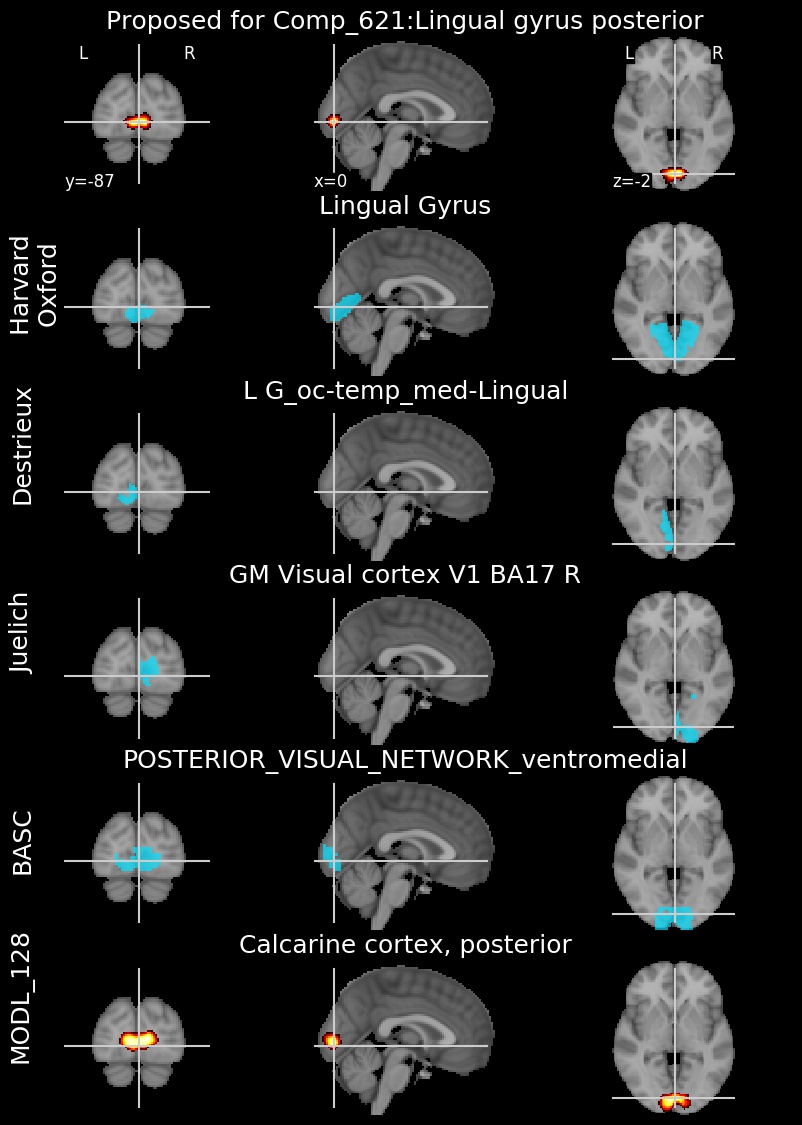 Proposed for Comp_621:Lingual gyrus posterior
L R
L R
y=-87
x=0
z=-2
Lingual Gyrus
Harvard
Oxford
L G_oc-temp_med-Lingual
Destrieux
GM Visual cortex V1 BA17 R
Juelich
POSTERIOR_VISUAL_NETWORK_ventromedial
BASC
Calcarine cortex, posterior
MODL_128